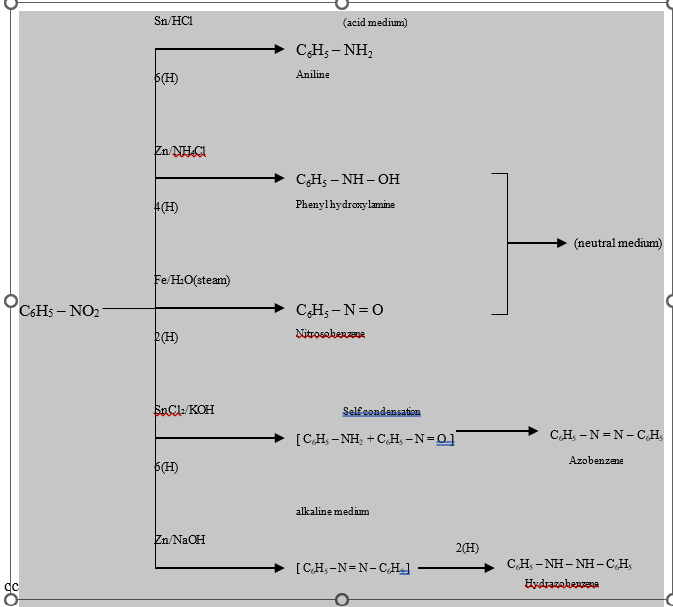 Sn/HCl (acid medium)
C₆H₅ – NH₂
Aniline
6(H)
Zn/NH₄Cl
C₆H₅ – NH – OH
Phenyl hydroxylamine
4(H)
(neutral medium)
Fe/H₂O(steam)
C₆H₅ – NO₂
C₆H₅ – N = O
Nitrosobenzene
2(H)
SnCl₂/KOH
Self condensation
[ C₆H₅ – NH₂ + C₆H₅ – N = O ]
C₆H₅ – N = N – C₆H₅
Azobenzene
6(H)
alkaline medium
Zn/NaOH
2(H)
[ C₆H₅ – N = N – C₆H₅ ]
C₆H₅ – NH – NH – C₆H₅
Hydrazobenzene
cc